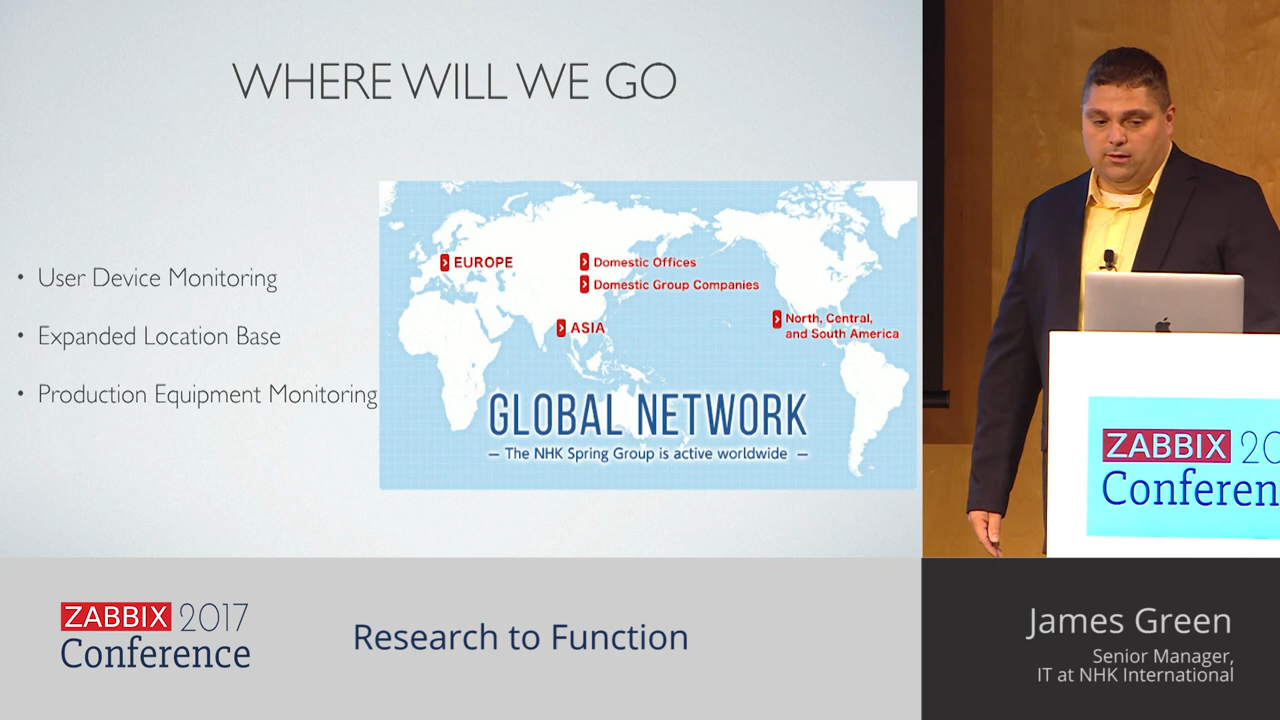 WHERE WILL WE GO
• User Device Monitoring
• Expanded Location Base
• Production Equipment Monitoring
EUROPE
Domestic Offices
Domestic Group Companies
ASIA
North, Central,
and South America
GLOBAL NETWORK
– The NHK Spring Group is active worldwide –
ZABBIX 20
Conferen
ZABBIX 2017
Conference
Research to Function
James Green
Senior Manager,
IT at NHK International